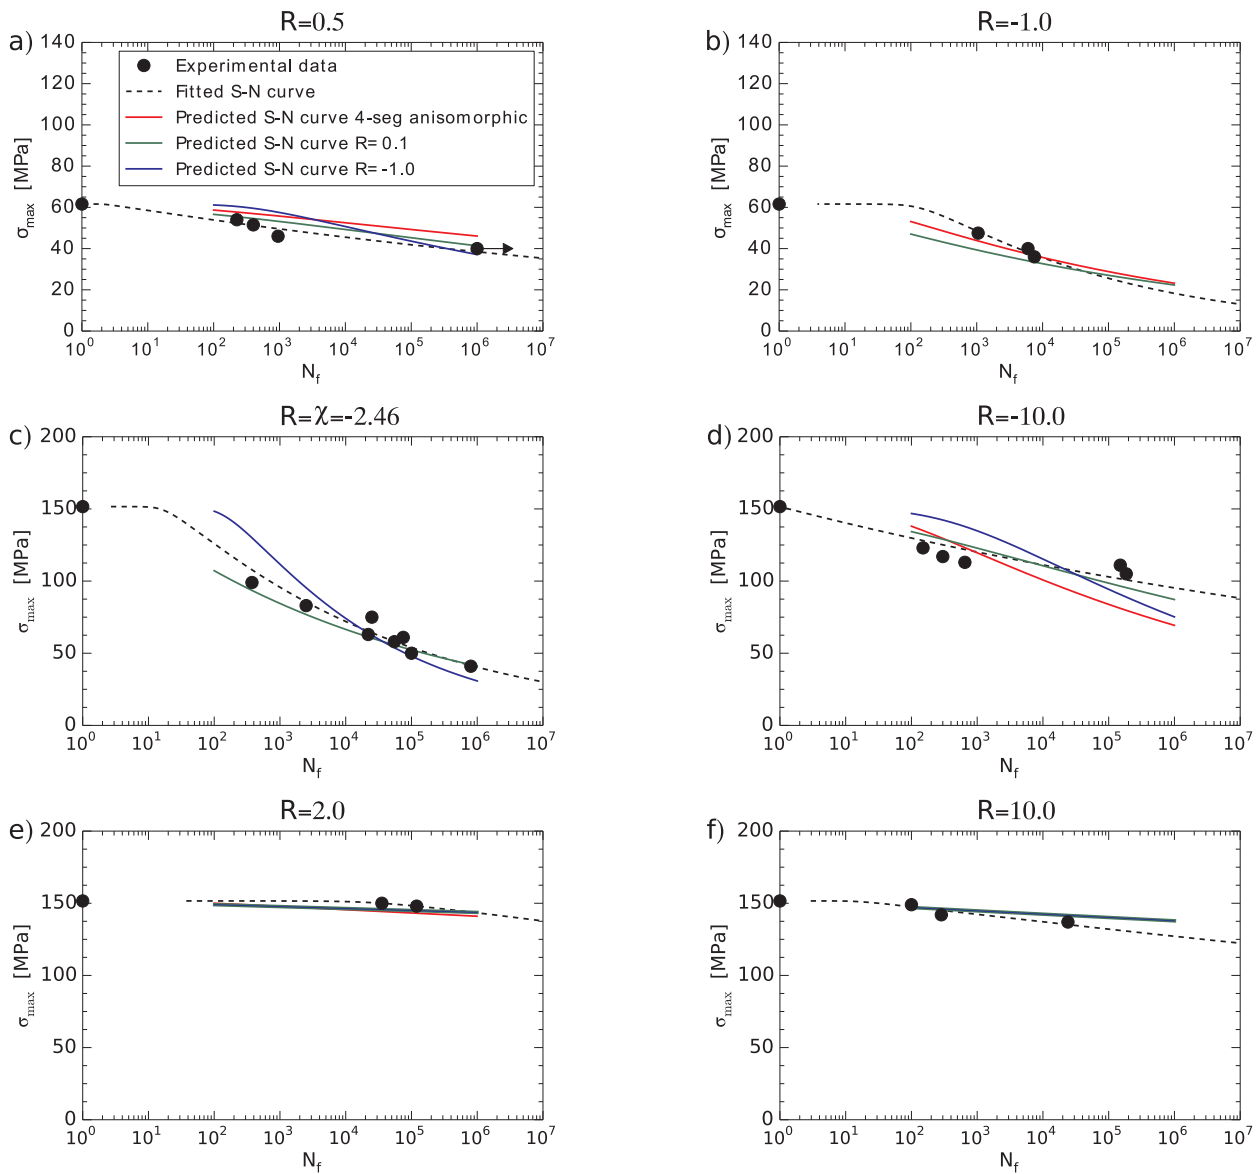 R=0.5
a)
140
120
100
80
60
40
20
0
σmax [MPa]
Experimental data
Fitted S-N curve
Predicted S-N curve 4-seg anisomorphic
Predicted S-N curve R= 0.1
Predicted S-N curve R= -1.0
10^0 10^1 10^2 10^3 10^4 10^5 10^6 10^7
N_f
R=-1.0
b)
140
120
100
80
60
40
20
0
σmax [MPa]
10^0 10^1 10^2 10^3 10^4 10^5 10^6 10^7
N_f
R=χ=-2.46
c)
200
150
100
50
0
σmax [MPa]
10^0 10^1 10^2 10^3 10^4 10^5 10^6 10^7
N_f
R=-10.0
d)
200
150
100
50
0
σmax [MPa]
10^0 10^1 10^2 10^3 10^4 10^5 10^6 10^7
N_f
R=2.0
e)
200
150
100
50
0
σmax [MPa]
10^0 10^1 10^2 10^3 10^4 10^5 10^6 10^7
N_f
R=10.0
f)
200
150
100
50
0
σmax [MPa]
10^0 10^1 10^2 10^3 10^4 10^5 10^6 10^7
N_f